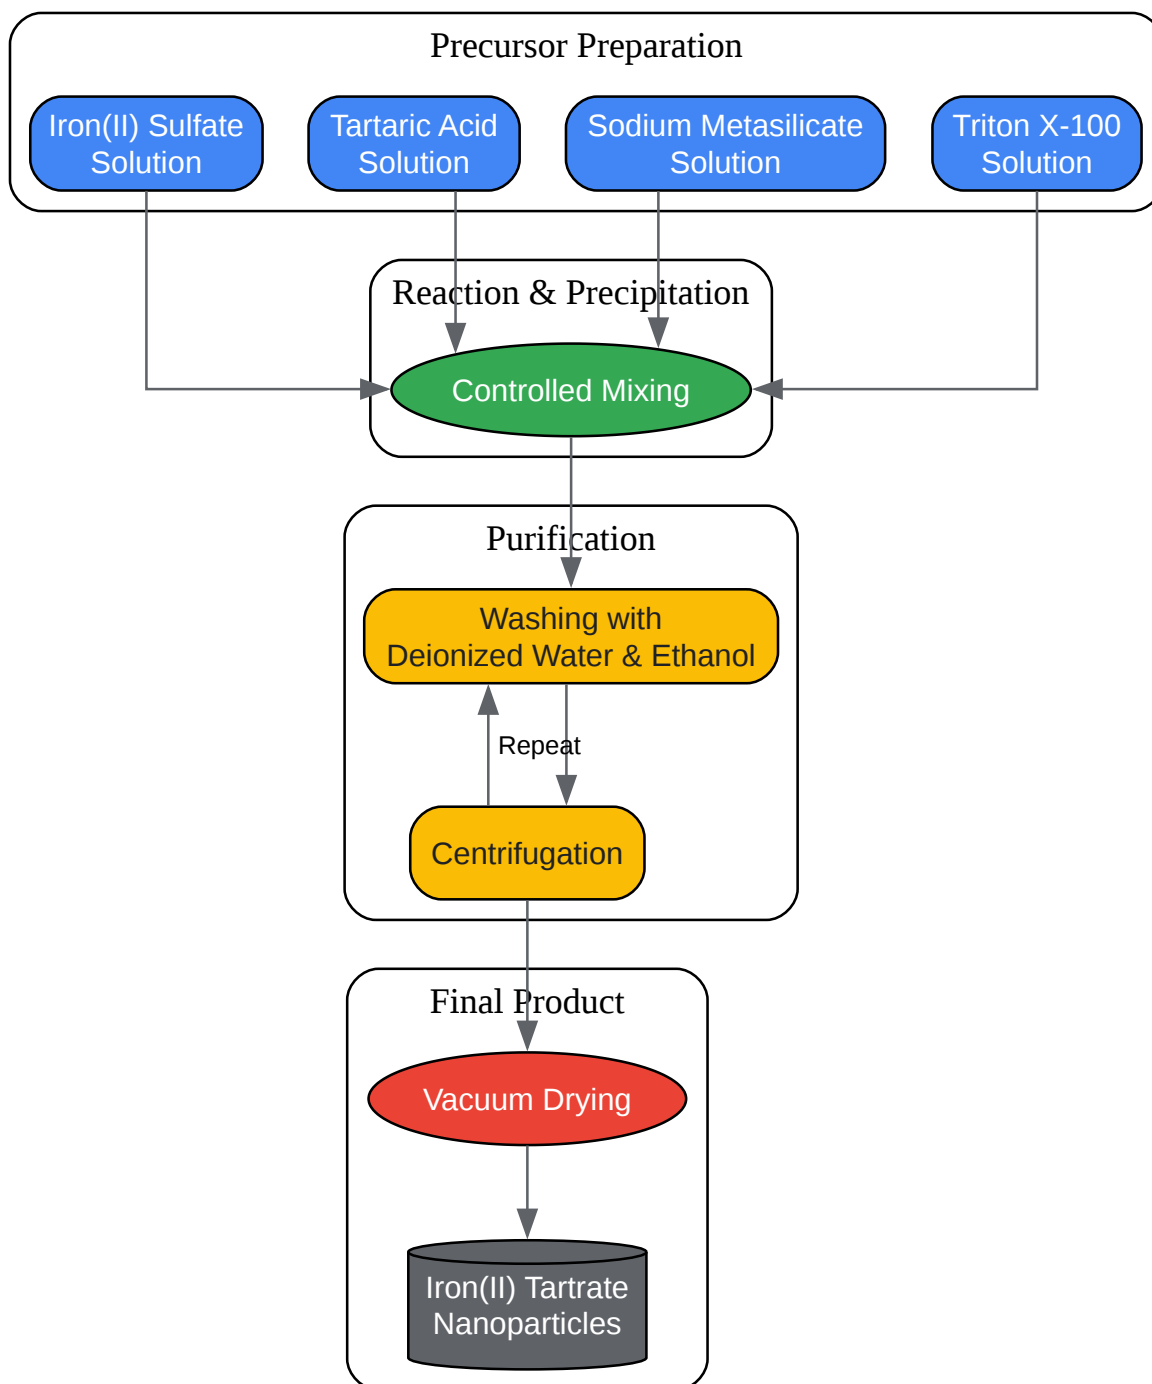 Precursor Preparation
Iron(II) Sulfate
Solution
Tartaric Acid
Solution
Sodium Metasilicate
Solution
Triton X-100
Solution
Reaction & Precipitation
Controlled Mixing
Purification
Washing with
Deionized Water & Ethanol
Repeat
Centrifugation
Final Product
Vacuum Drying
Iron(II) Tartrate
Nanoparticles